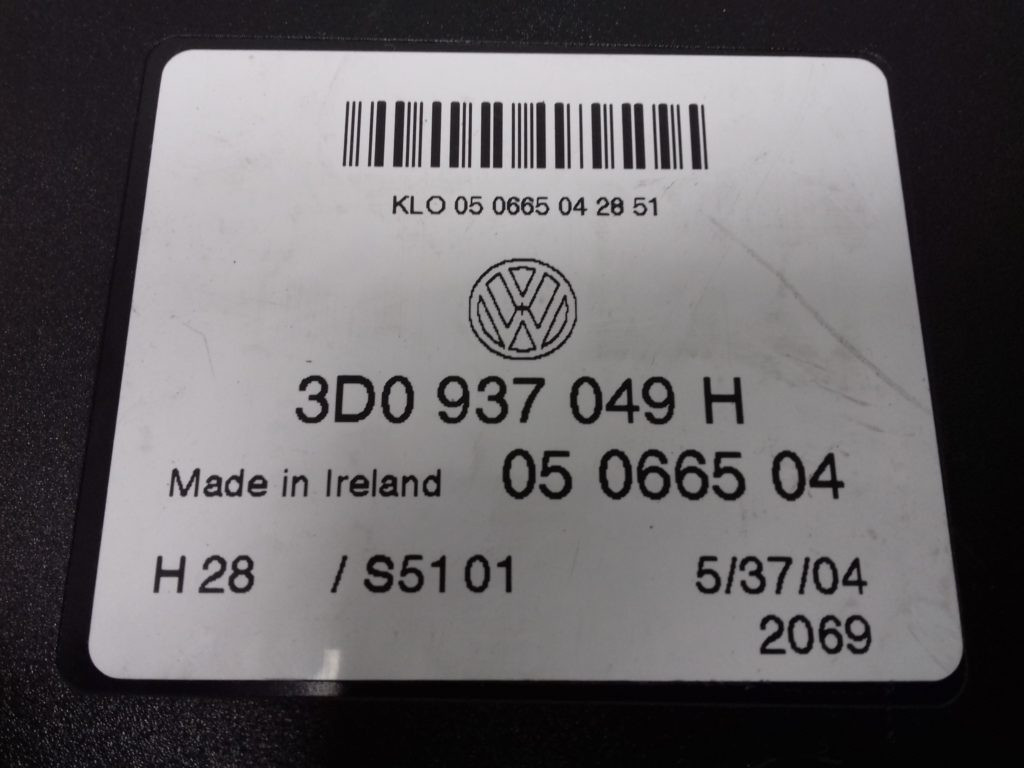 KLO 05 0665 04 28 51
3D0 937 049 H
Made in Ireland 05 0665 04
H 28 / S51 01 5/37/04
2069